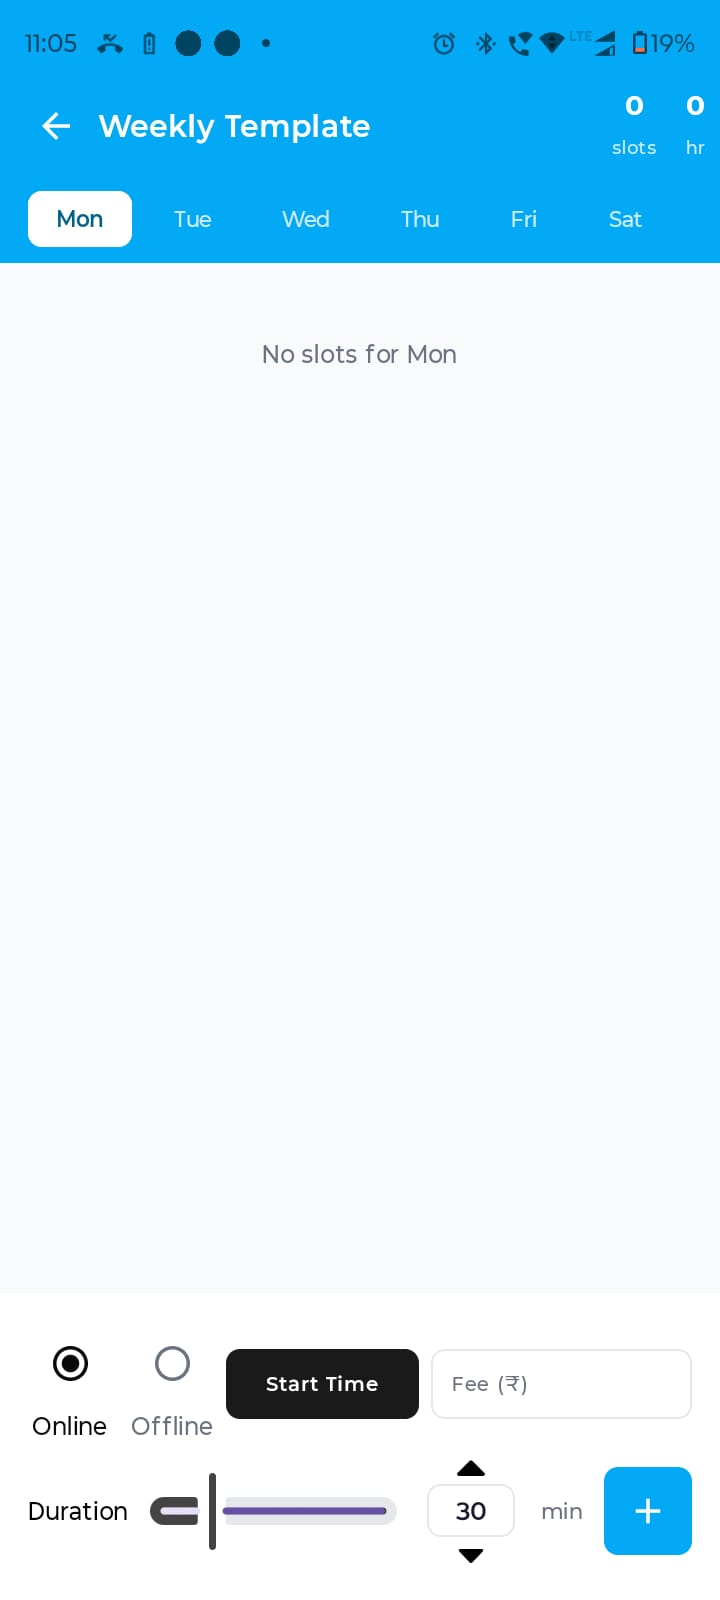 11:05 LTE 19%
Weekly Template
0 0
slots hr
Mon Tue Wed Thu Fri Sat
No slots for Mon
Start Time Fee (₹)
Online Offline
Duration 30 min +